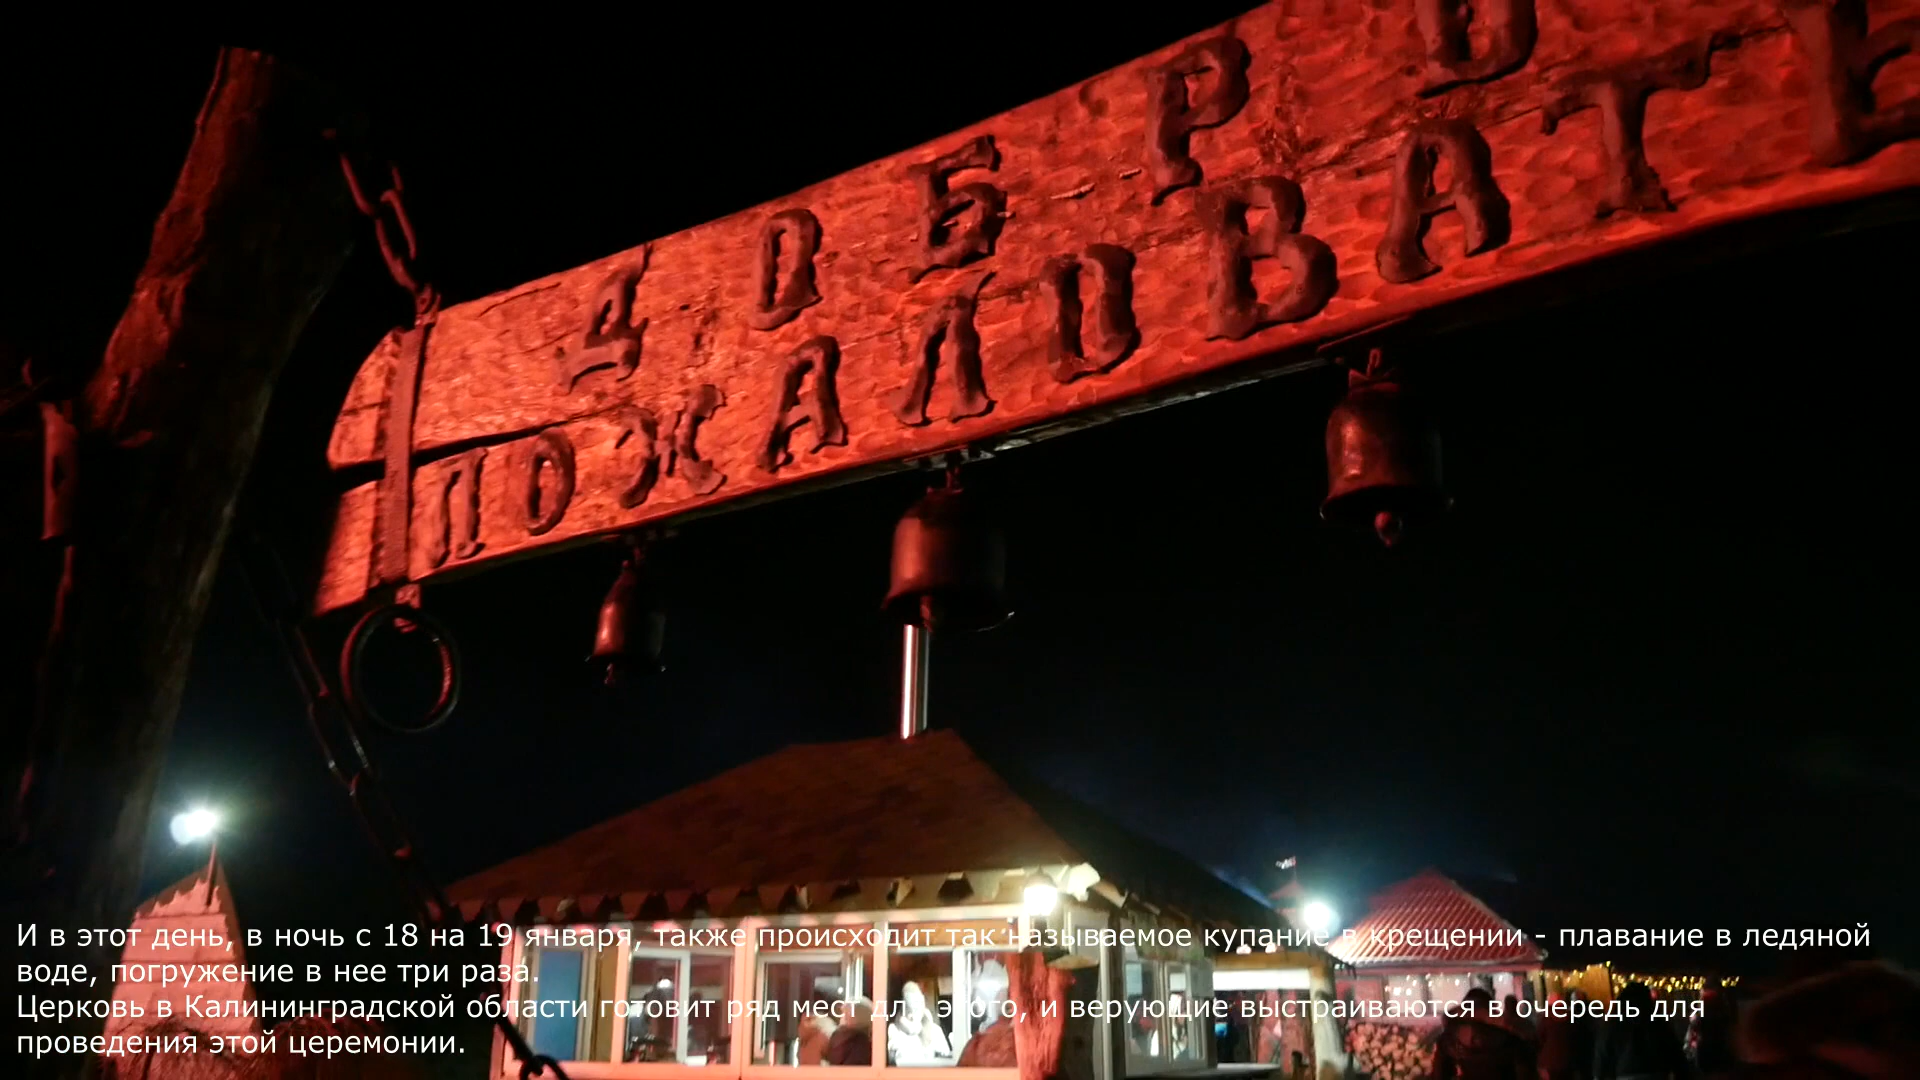 ДОБРО
ПОЖАЛОВАТЬ
И в этот день, в ночь с 18 на 19 января, также происходит так называемое купание в крещении - плавание в ледяной
воде, погружение в нее три раза.
Церковь в Калининградской области готовит ряд мест для этого, и верующие выстраиваются в очередь для
проведения этой церемонии.